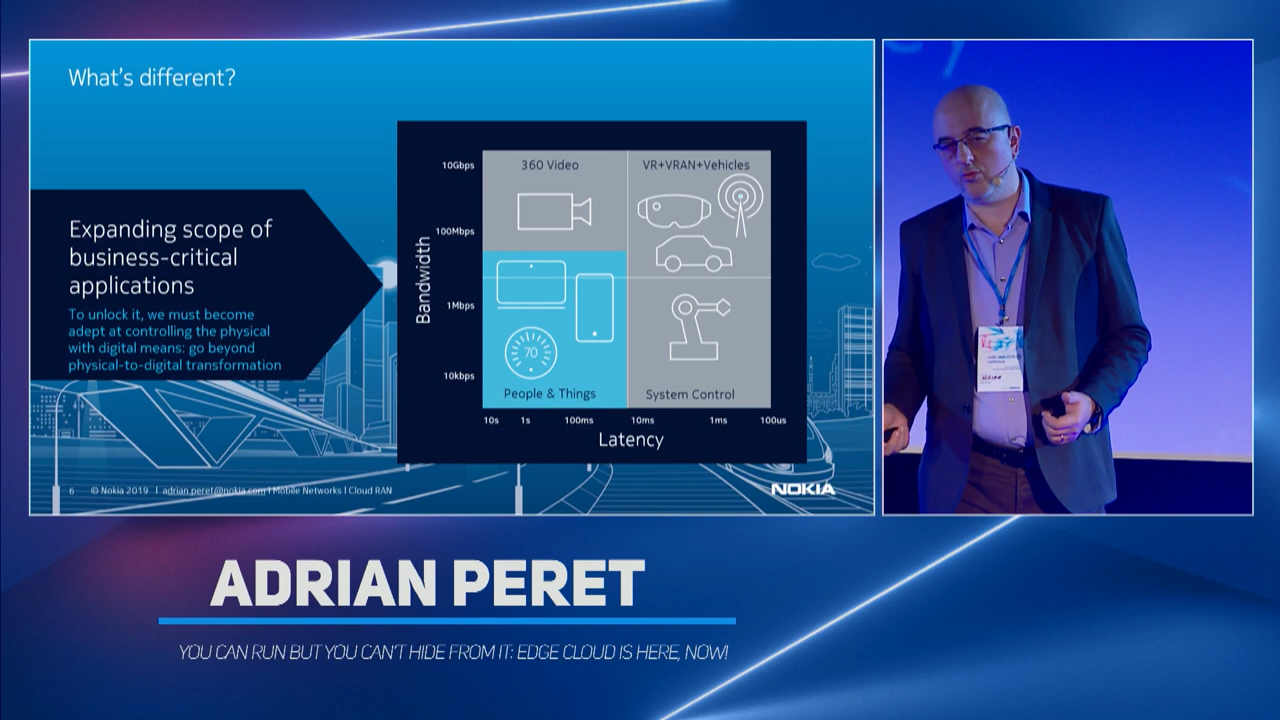 What's different?
Expanding scope of
business-critical
applications
To unlock it, we must become
adept at controlling the physical
with digital means: go beyond
physical-to-digital transformation
Bandwidth
10Gbps
100Mbps
1Mbps
10kbps
360 Video
VR+VRAN+Vehicles
70
People & Things
System Control
10s 1s 100ms 10ms 1ms 100us
Latency
6 © Nokia 2019 | adrian.peret@nokia.com | Mobile Networks | Cloud RAN
NOKIA
ADRIAN PERET
YOU CAN RUN BUT YOU CAN'T HIDE FROM IT: EDGE CLOUD IS HERE, NOW!